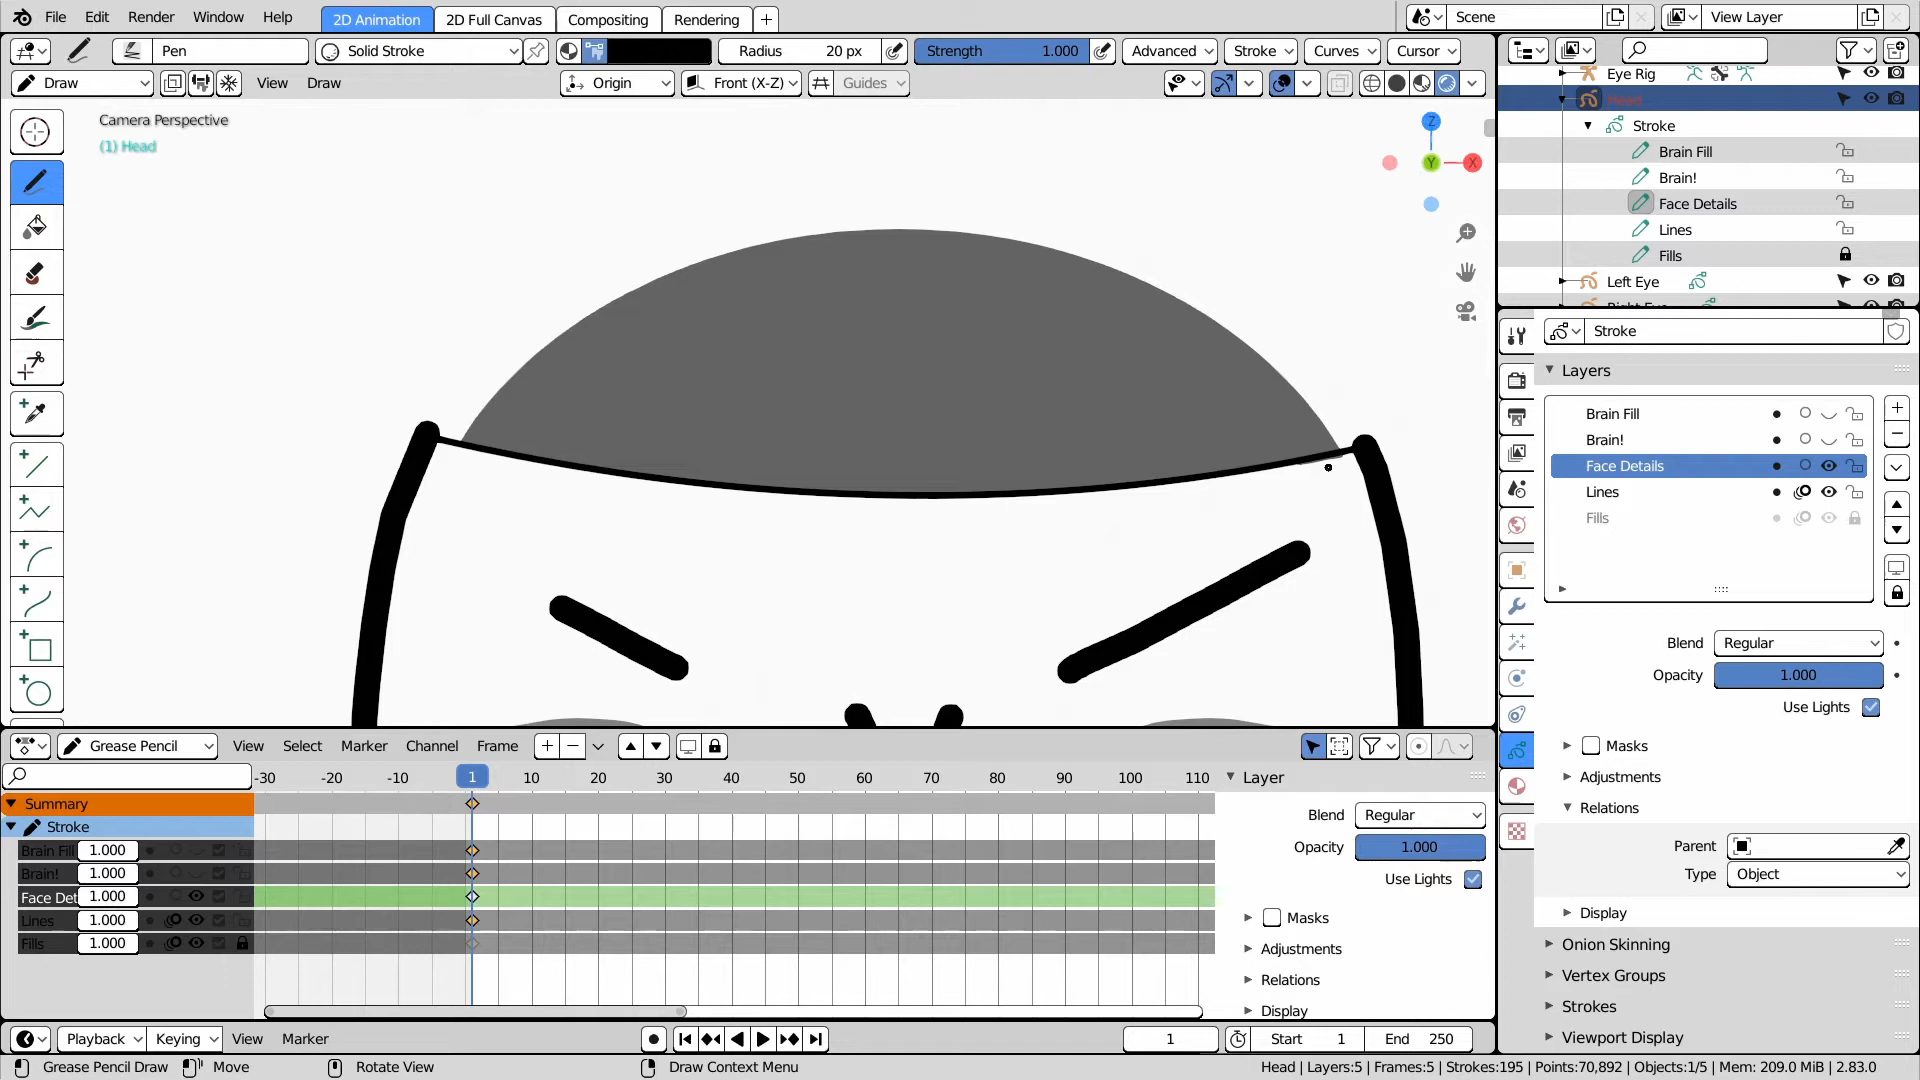 File Edit Render Window Help 2D Animation 2D Full Canvas Compositing Rendering + Scene View Layer
Pen Solid Stroke Radius 20 px Strength 1.000 Advanced Stroke Curves Cursor
Draw View Draw Origin Front (X-Z) Guides
Camera Perspective
(1) Head
Z
Y
X
Eye Rig
Head
Stroke
Brain Fill
Brain!
Face Details
Lines
Fills
Left Eye
Right Eye
Stroke
Layers
Brain Fill
Brain!
Face Details
Lines
Fills
Blend Regular
Opacity 1.000
Use Lights
Masks
Adjustments
Relations
Parent
Type Object
Display
Onion Skinning
Vertex Groups
Strokes
Viewport Display
Grease Pencil View Select Marker Channel Frame
-30 -20 -10 1 10 20 30 40 50 60 70 80 90 100 110
Summary
Stroke
Brain Fill 1.000
Brain! 1.000
Face Det 1.000
Lines 1.000
Fills 1.000
Layer
Blend Regular
Opacity 1.000
Use Lights
Masks
Adjustments
Relations
Display
Playback Keying View Marker 1 Start 1 End 250
Grease Pencil Draw Move Rotate View Draw Context Menu Head | Layers:5 | Frames:5 | Strokes:195 | Points:70,892 | Objects:1/5 | Mem: 209.0 MiB | 2.83.0